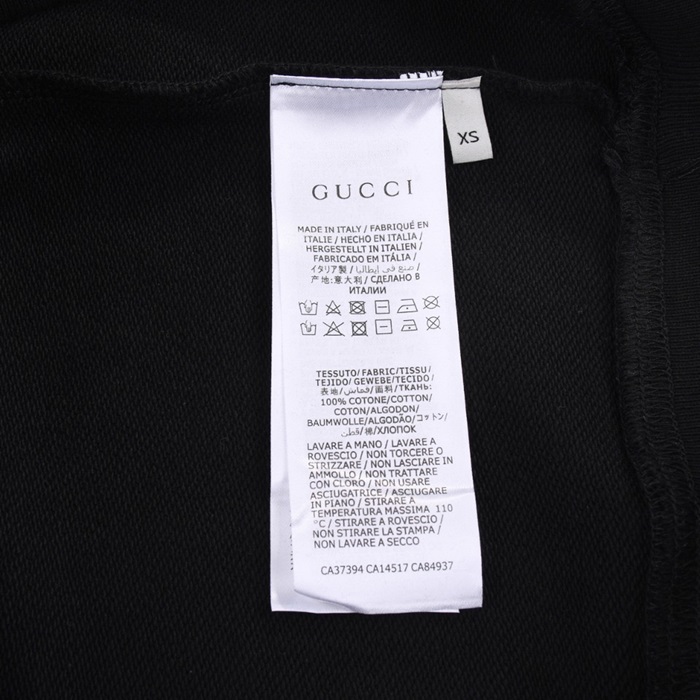 XS
GUCCI
MADE IN ITALY / FABRIQUÉ EN
ITALIE / HECHO EN ITALIA /
HERGESTELLT IN ITALIEN /
FABRICADO EM ITÁLIA /
イタリア製 / صنع في إيطاليا /
产地:意大利 / СДЕЛАНО В
ИТАЛИИ
TESSUTO/ FABRIC/TISSU/
TEJIDO/ GEWEBE/TECIDO /
表地/قماش/面料/ТКАНЬ:
100% COTONE/COTTON/
COTON/ALGODON/
BAUMWOLLE/ALGODÃO/コットン/
قطن/棉/ХЛОПОК
LAVARE A MANO / LAVARE A
ROVESCIO / NON TORCERE O
STRIZZARE / NON LASCIARE IN
AMMOLLO / NON TRATTARE
CON CLORO / NON USARE
ASCIUGATRICE / ASCIUGARE
IN PIANO / STIRARE A
TEMPERATURA MASSIMA 110
°C / STIRARE A ROVESCIO /
NON STIRARE LA STAMPA /
NON LAVARE A SECCO
CA37394 CA14517 CA84937